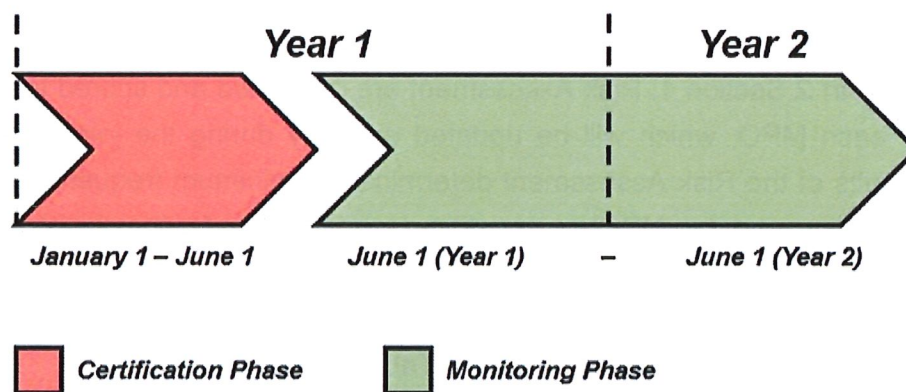 Year 1 Year 2
January 1 – June 1 June 1 (Year 1) – June 1 (Year 2)
Certification Phase Monitoring Phase